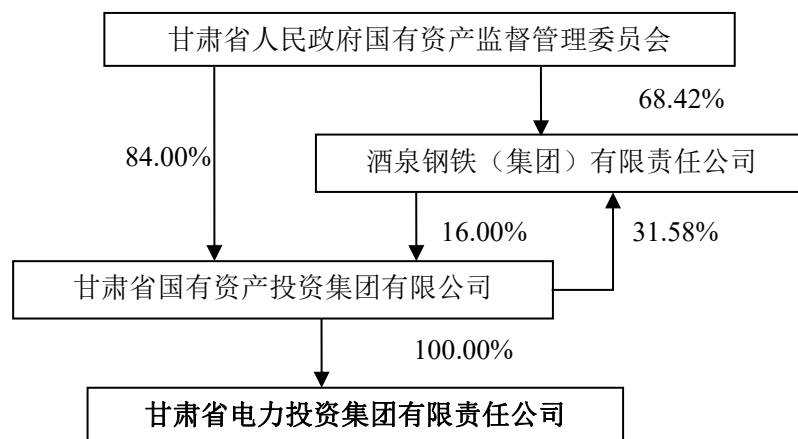 甘肃省人民政府国有资产监督管理委员会
68.42%
84.00%
酒泉钢铁（集团）有限责任公司
16.00%
31.58%
甘肃省国有资产投资集团有限公司
100.00%
甘肃省电力投资集团有限责任公司